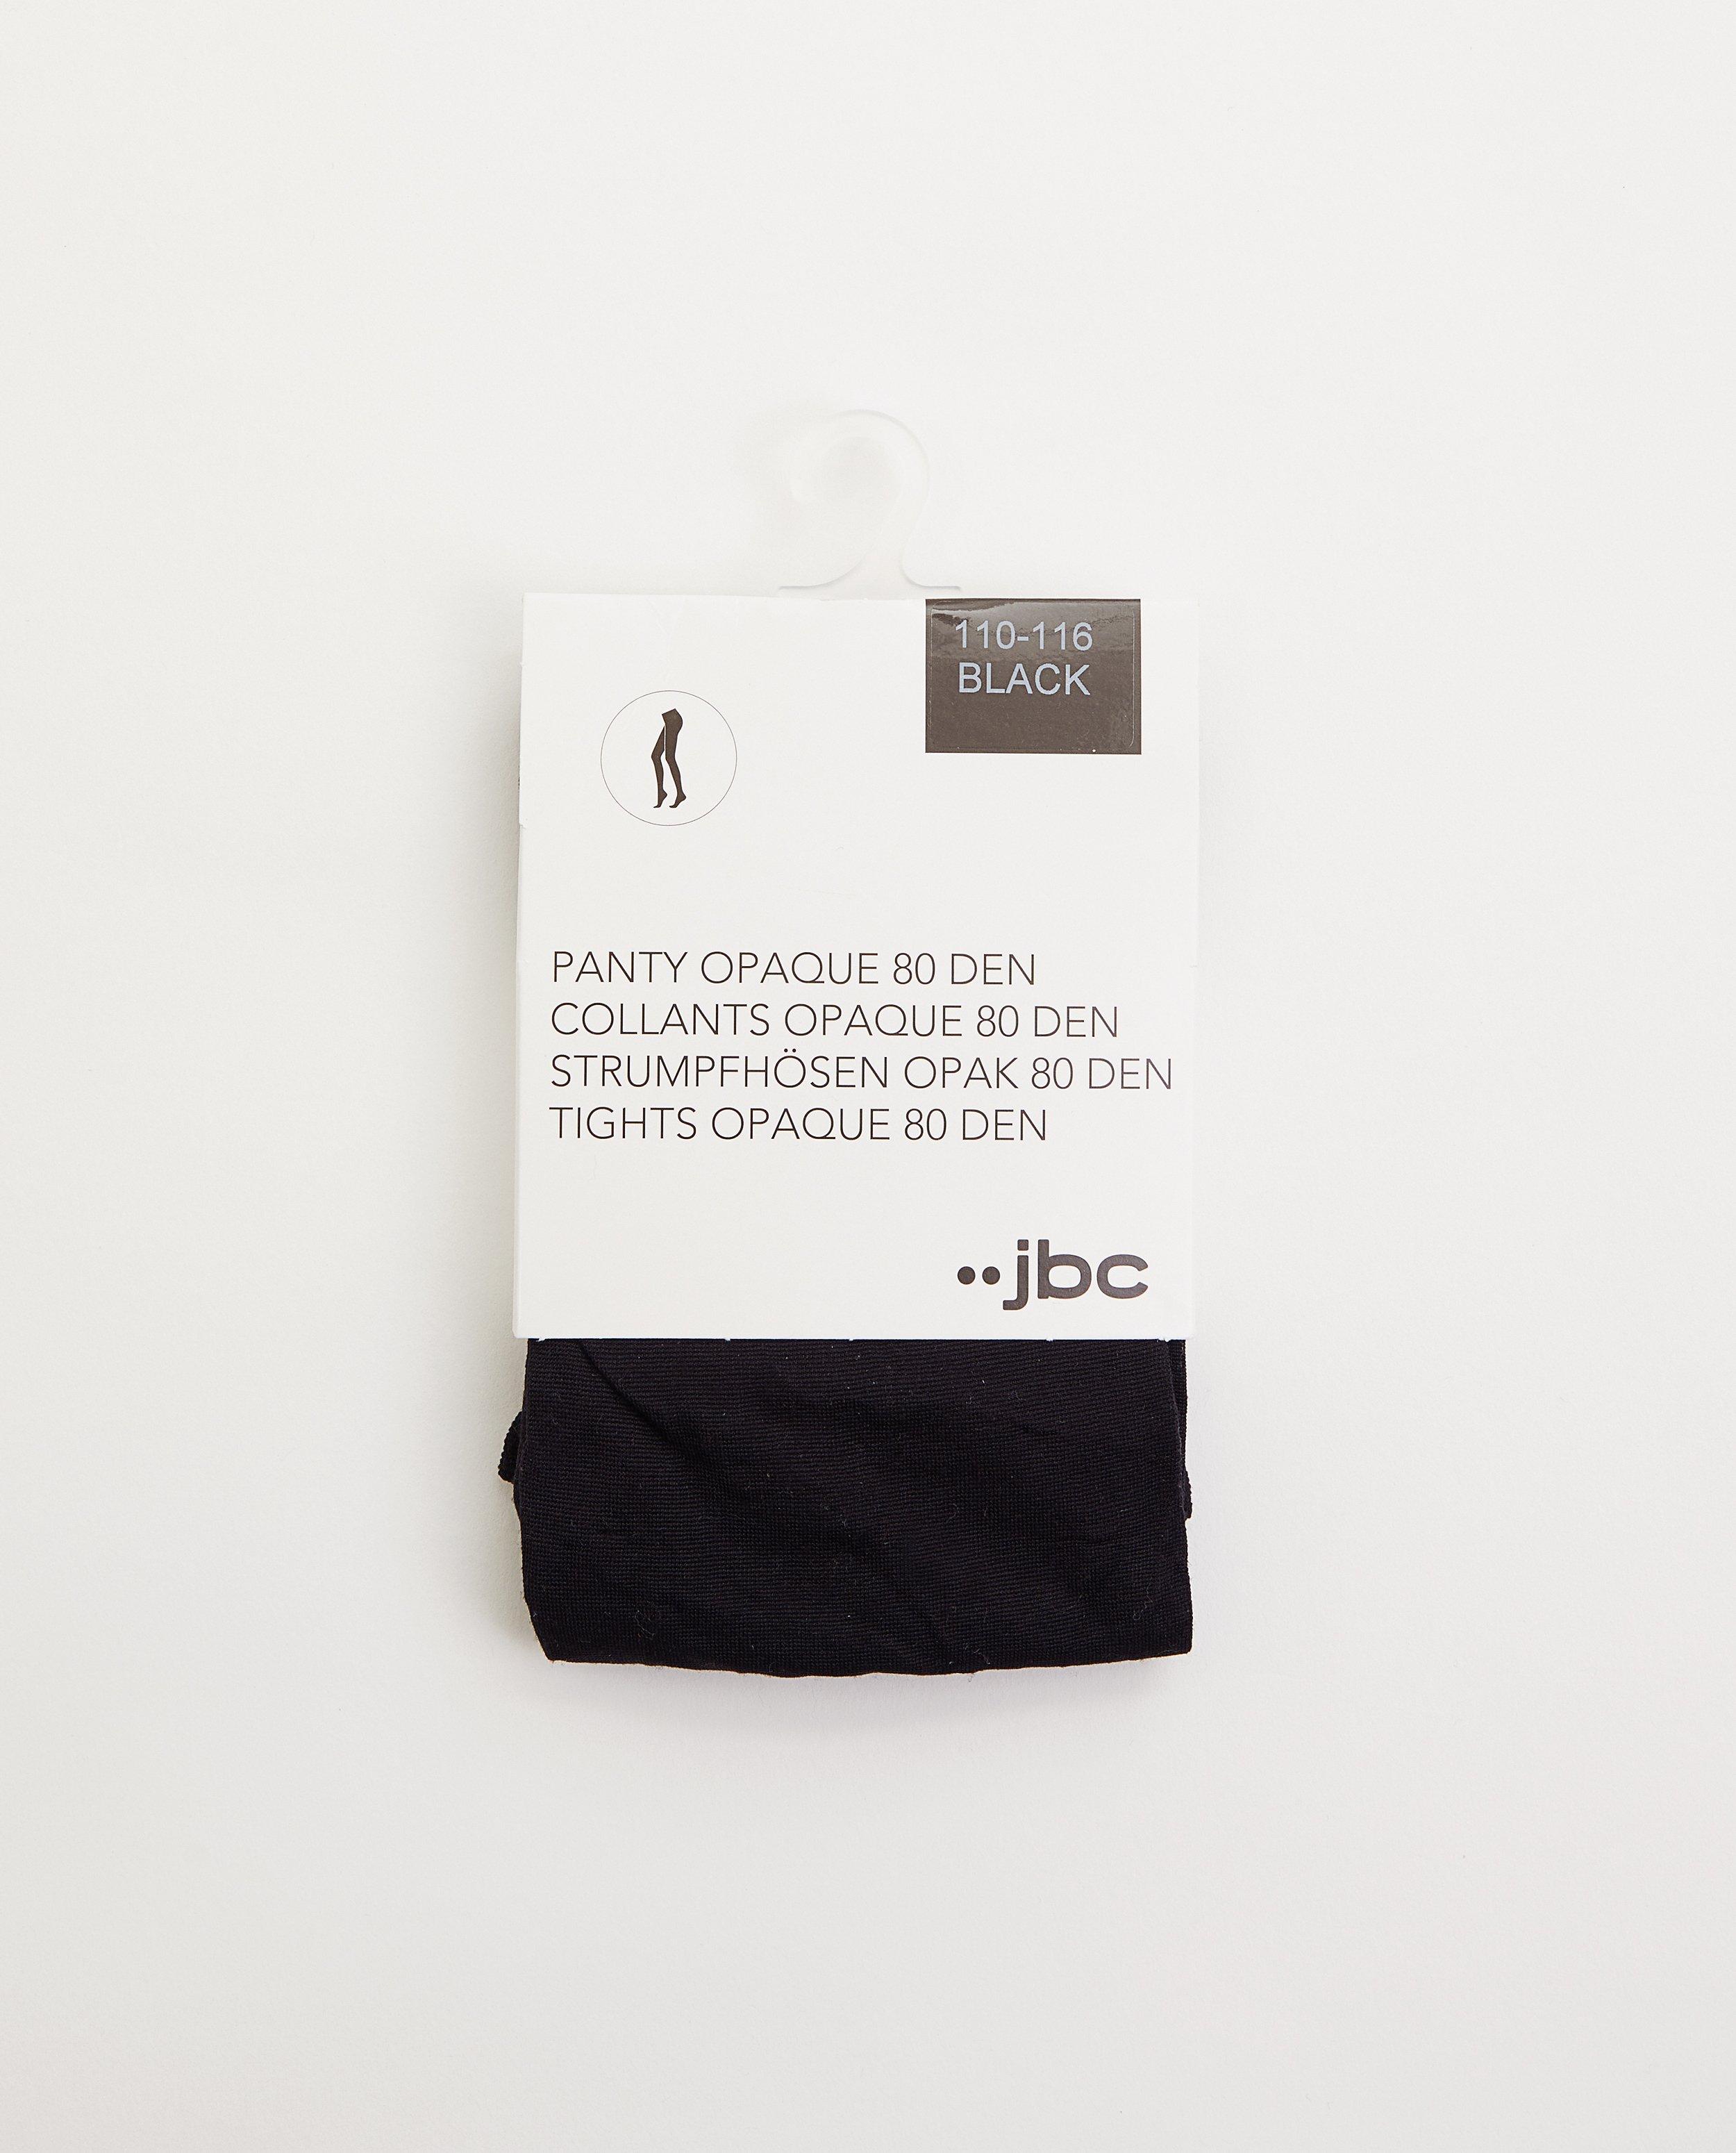 110-116
BLACK
PANTY OPAQUE 80 DEN
COLLANTS OPAQUE 80 DEN
STRUMPFHÖSEN OPAK 80 DEN
TIGHTS OPAQUE 80 DEN
jbc